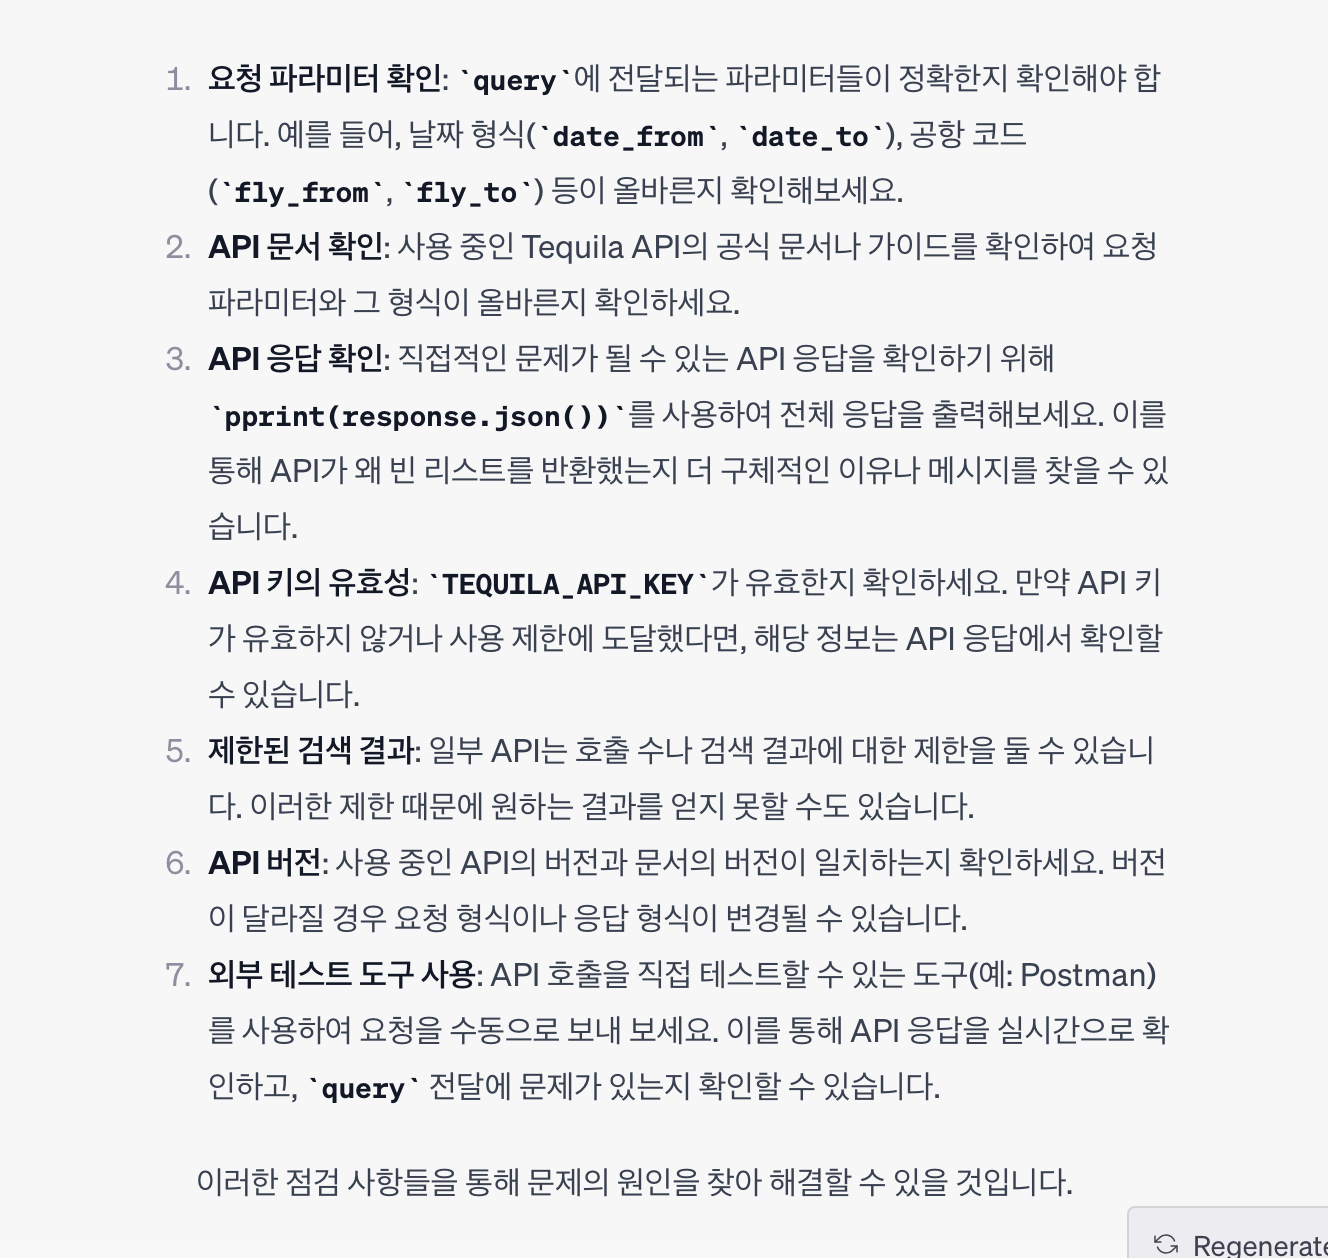 1. 요청 파라미터 확인: `query`에 전달되는 파라미터들이 정확한지 확인해야 합
니다. 예를 들어, 날짜 형식(`date_from`, `date_to`), 공항 코드
(`fly_from`, `fly_to`) 등이 올바른지 확인해보세요.
2. API 문서 확인: 사용 중인 Tequila API의 공식 문서나 가이드를 확인하여 요청
파라미터와 그 형식이 올바른지 확인하세요.
3. API 응답 확인: 직접적인 문제가 될 수 있는 API 응답을 확인하기 위해
`pprint(response.json())`를 사용하여 전체 응답을 출력해보세요. 이를
통해 API가 왜 빈 리스트를 반환했는지 더 구체적인 이유나 메시지를 찾을 수 있
습니다.
4. API 키의 유효성: `TEQUILA_API_KEY`가 유효한지 확인하세요. 만약 API 키
가 유효하지 않거나 사용 제한에 도달했다면, 해당 정보는 API 응답에서 확인할
수 있습니다.
5. 제한된 검색 결과: 일부 API는 호출 수나 검색 결과에 대한 제한을 둘 수 있습니
다. 이러한 제한 때문에 원하는 결과를 얻지 못할 수도 있습니다.
6. API 버전: 사용 중인 API의 버전과 문서의 버전이 일치하는지 확인하세요. 버전
이 달라질 경우 요청 형식이나 응답 형식이 변경될 수 있습니다.
7. 외부 테스트 도구 사용: API 호출을 직접 테스트할 수 있는 도구(예: Postman)
를 사용하여 요청을 수동으로 보내 보세요. 이를 통해 API 응답을 실시간으로 확
인하고, `query` 전달에 문제가 있는지 확인할 수 있습니다.
이러한 점검 사항들을 통해 문제의 원인을 찾아 해결할 수 있을 것입니다.
Regenerate